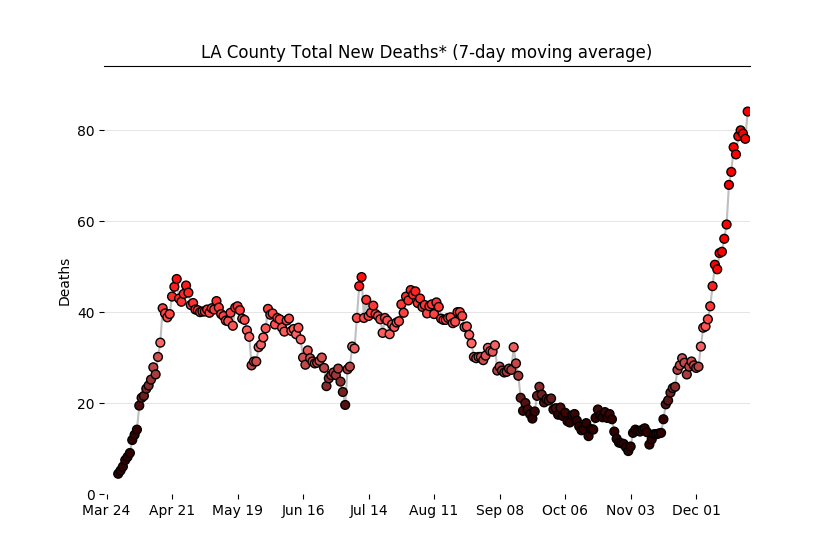 LA County Total New Deaths* (7-day moving average)
80
60
40
20
0
Deaths
Mar 24 Apr 21 May 19 Jun 16 Jul 14 Aug 11 Sep 08 Oct 06 Nov 03 Dec 01